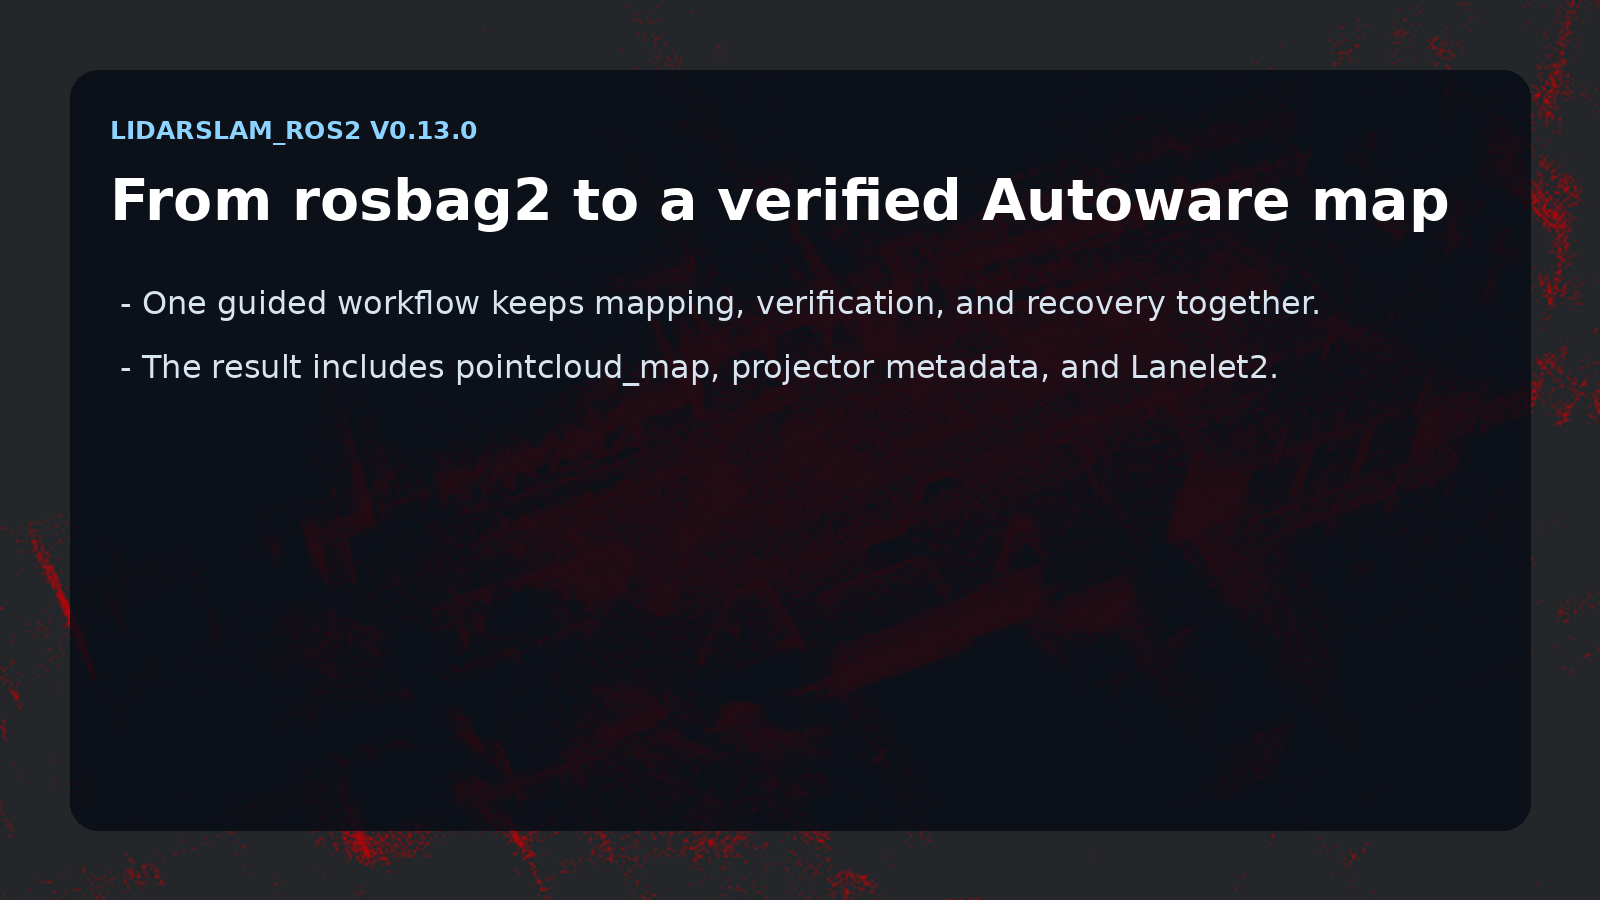 LIDARSLAM_ROS2 V0.13.0
From rosbag2 to a verified Autoware map
- One guided workflow keeps mapping, verification, and recovery together.
- The result includes pointcloud_map, projector metadata, and Lanelet2.